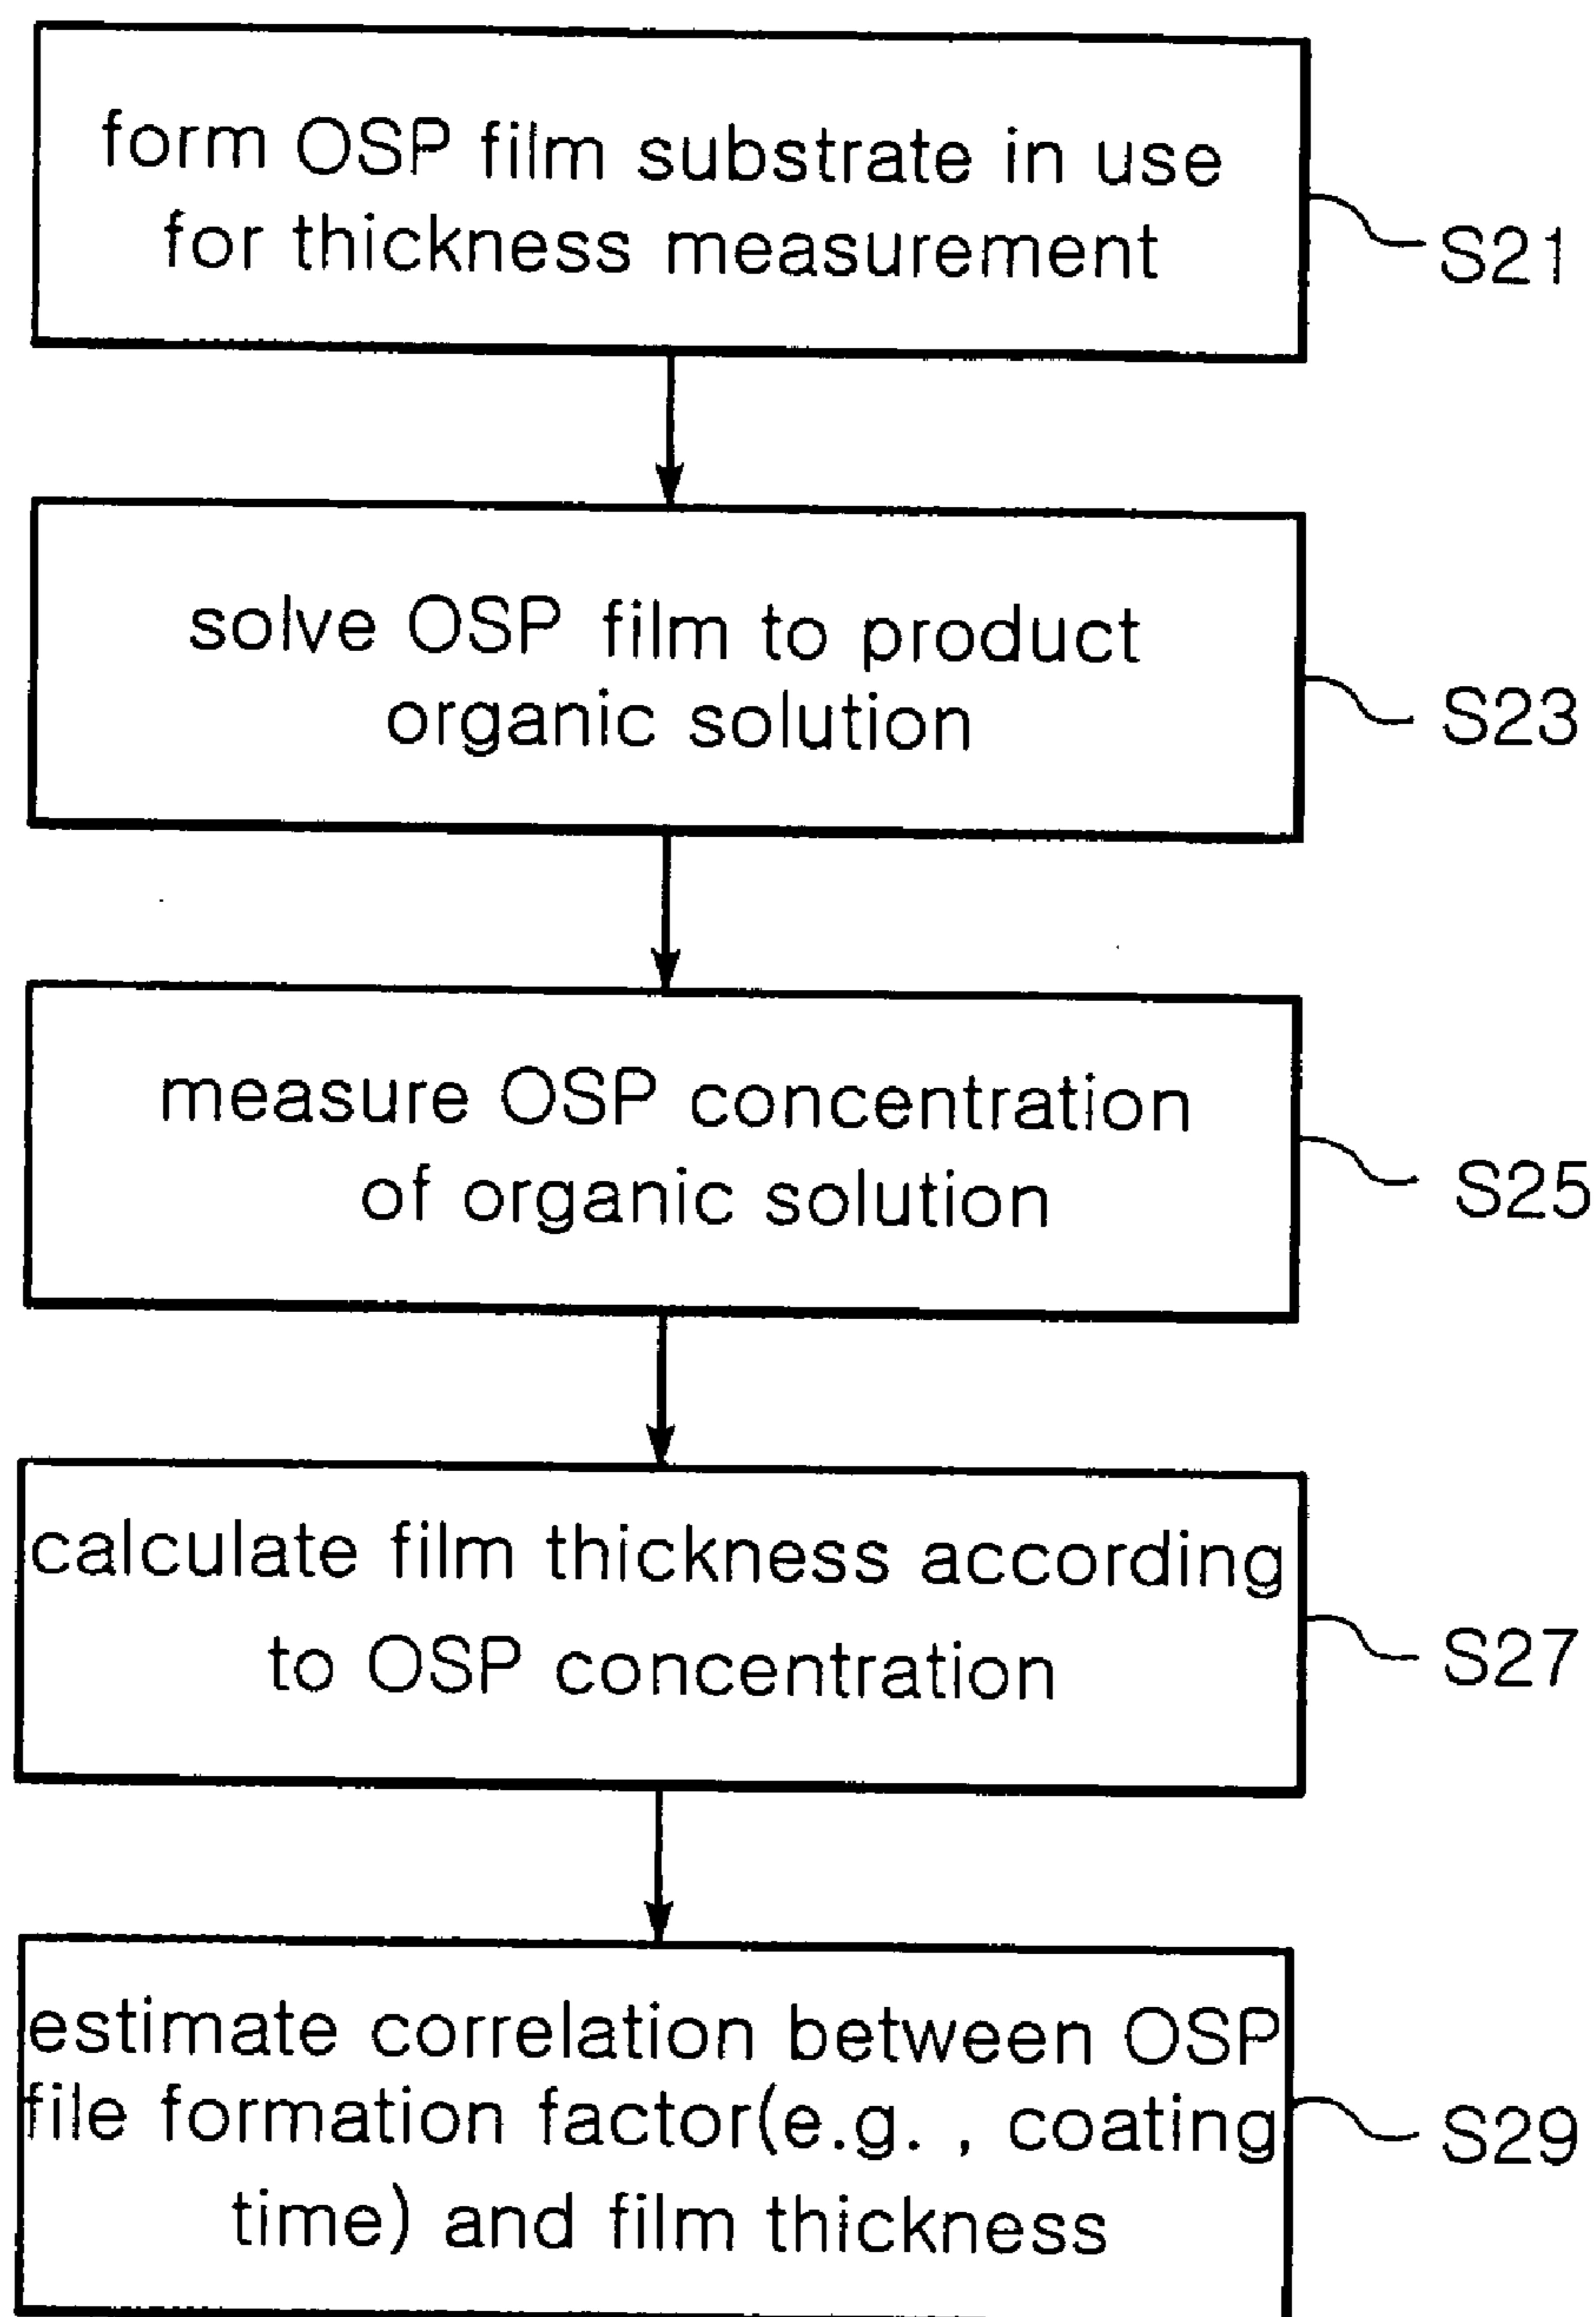 form OSP film substrate in use
for thickness measurement
S21
solve OSP film to product
organic solution
S23
measure OSP concentration
of organic solution
S25
calculate film thickness according
to OSP concentration
S27
estimate correlation between OSP
file formation factor(e.g. , coating
time) and film thickness
S29